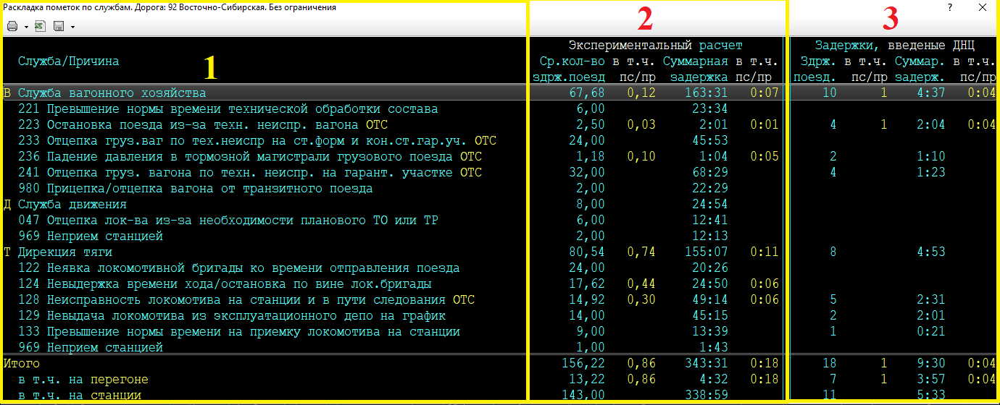 Раскладка пометок по службам. Дорога: 92 Восточно-Сибирская. Без ограничения ?
1 2 3
Экспериментальный расчет Задержки, введеные ДНЦ
Служба/Причина Ср.кол-во в т.ч. Суммарная в т.ч. Здрж. в т.ч. Суммар. в т.ч.
здрж.поезд пс/пр задержка пс/пр поезд. пс/пр задерж. пс/пр
В Служба вагонного хозяйства 67,68 0,12 163:31 0:07 10 1 4:37 0:04
221 Превышение нормы времени технической обработки состава 6,00 23:34
223 Остановка поезда из-за техн. неиспр. вагона ОТС 2,50 0,03 2:01 0:01 4 1 2:04 0:04
233 Отцепка груз.ваг по тех.неиспр на ст.форм и кон.ст.гар.уч. ОТС 24,00 45:53
236 Падение давления в тормозной магистрали грузового поезда ОТС 1,18 0,10 1:04 0:05 2 1:10
241 Отцепка груз. вагона по техн. неиспр. на гарант. участке ОТС 32,00 68:29 4 1:23
980 Прицепка/отцепка вагона от транзитного поезда 2,00 22:29
Д Служба движения 8,00 24:54
047 Отцепка лок-ва из-за необходимости планового ТО или ТР 6,00 12:41
969 Неприем станцией 2,00 12:13
Т Дирекция тяги 80,54 0,74 155:07 0:11 8 4:53
122 Неявка локомотивной бригады ко времени отправления поезда 24,00 20:26
124 Невыдержка времени хода/остановка по вине лок.бригады 17,62 0,44 24:50 0:06
128 Неисправность локомотива на станции и в пути следования ОТС 14,92 0,30 49:14 0:06 5 2:31
129 Невыдача локомотива из эксплуатационного депо на график 14,00 45:15 2 2:01
133 Превышение нормы времени на приемку локомотива на станции 9,00 13:39 1 0:21
969 Неприем станцией 1,00 1:43
Итого 156,22 0,86 343:31 0:18 18 1 9:30 0:04
в т.ч. на перегоне 13,22 0,86 4:32 0:18 7 1 3:57 0:04
в т.ч. на станции 143,00 338:59 11 5:33